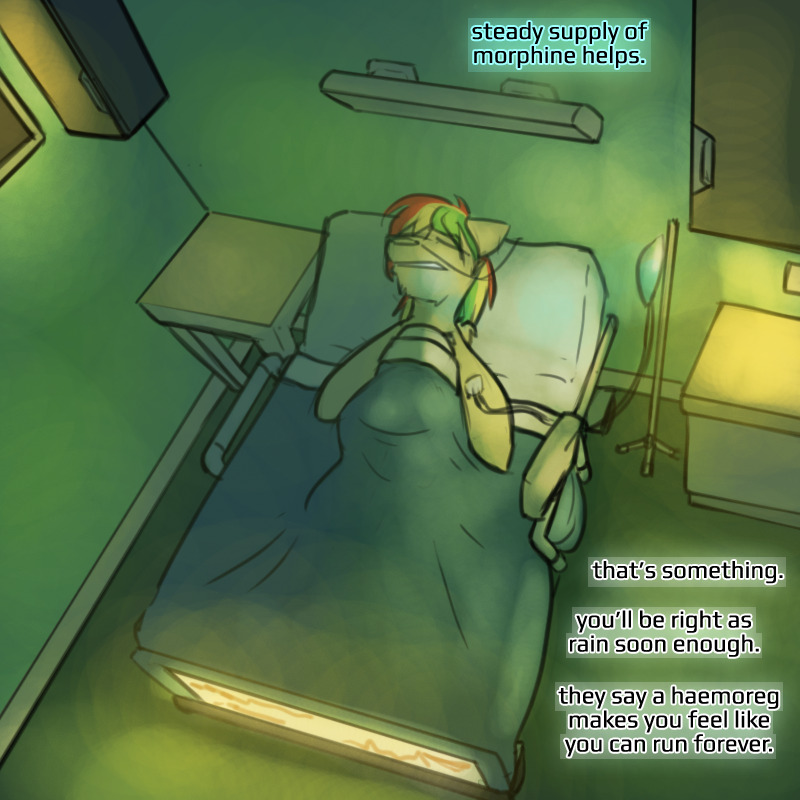 steady supply of
morphine helps.
that's something.
you'll be right as
rain soon enough.
they say a haemoreg
makes you feel like
you can run forever.